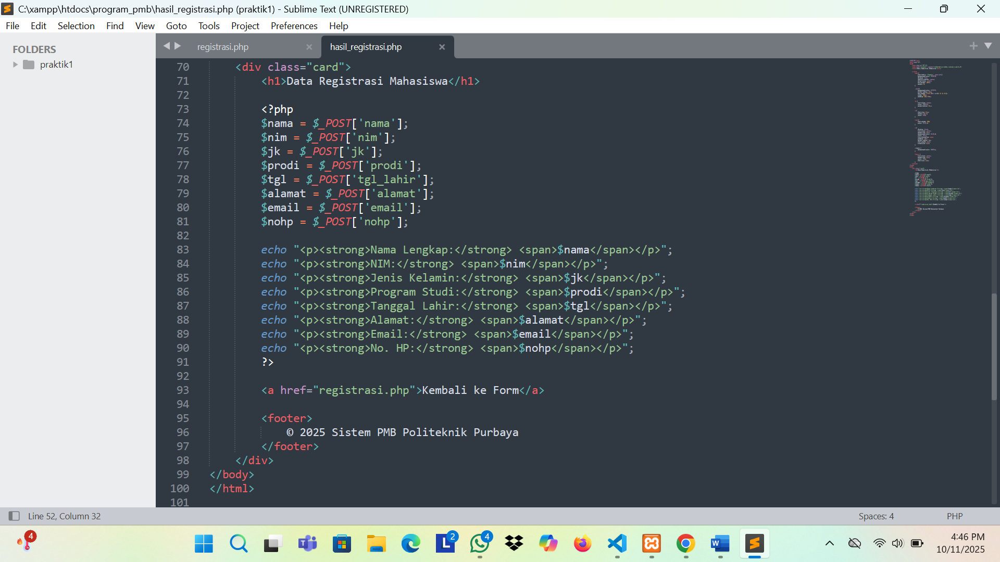 C:\xampp\htdocs\program_pmb\hasil_registrasi.php (praktik1) - Sublime Text (UNREGISTERED)
File Edit Selection Find View Goto Tools Project Preferences Help
FOLDERS
praktik1
registrasi.php
hasil_registrasi.php
70 <div class="card">
71 <h1>Data Registrasi Mahasiswa</h1>
72
73 <?php
74 $nama = $_POST['nama'];
75 $nim = $_POST['nim'];
76 $jk = $_POST['jk'];
77 $prodi = $_POST['prodi'];
78 $tgl = $_POST['tgl_lahir'];
79 $alamat = $_POST['alamat'];
80 $email = $_POST['email'];
81 $nohp = $_POST['nohp'];
82
83 echo "<p><strong>Nama Lengkap:</strong> <span>$nama</span></p>";
84 echo "<p><strong>NIM:</strong> <span>$nim</span></p>";
85 echo "<p><strong>Jenis Kelamin:</strong> <span>$jk</span></p>";
86 echo "<p><strong>Program Studi:</strong> <span>$prodi</span></p>";
87 echo "<p><strong>Tanggal Lahir:</strong> <span>$tgl</span></p>";
88 echo "<p><strong>Alamat:</strong> <span>$alamat</span></p>";
89 echo "<p><strong>Email:</strong> <span>$email</span></p>";
90 echo "<p><strong>No. HP:</strong> <span>$nohp</span></p>";
91 ?>
92
93 <a href="registrasi.php">Kembali ke Form</a>
94
95 <footer>
96 © 2025 Sistem PMB Politeknik Purbaya
97 </footer>
98 </div>
99 </body>
100 </html>
101
Line 52, Column 32
Spaces: 4
PHP
4
2
4
4:46 PM
10/11/2025